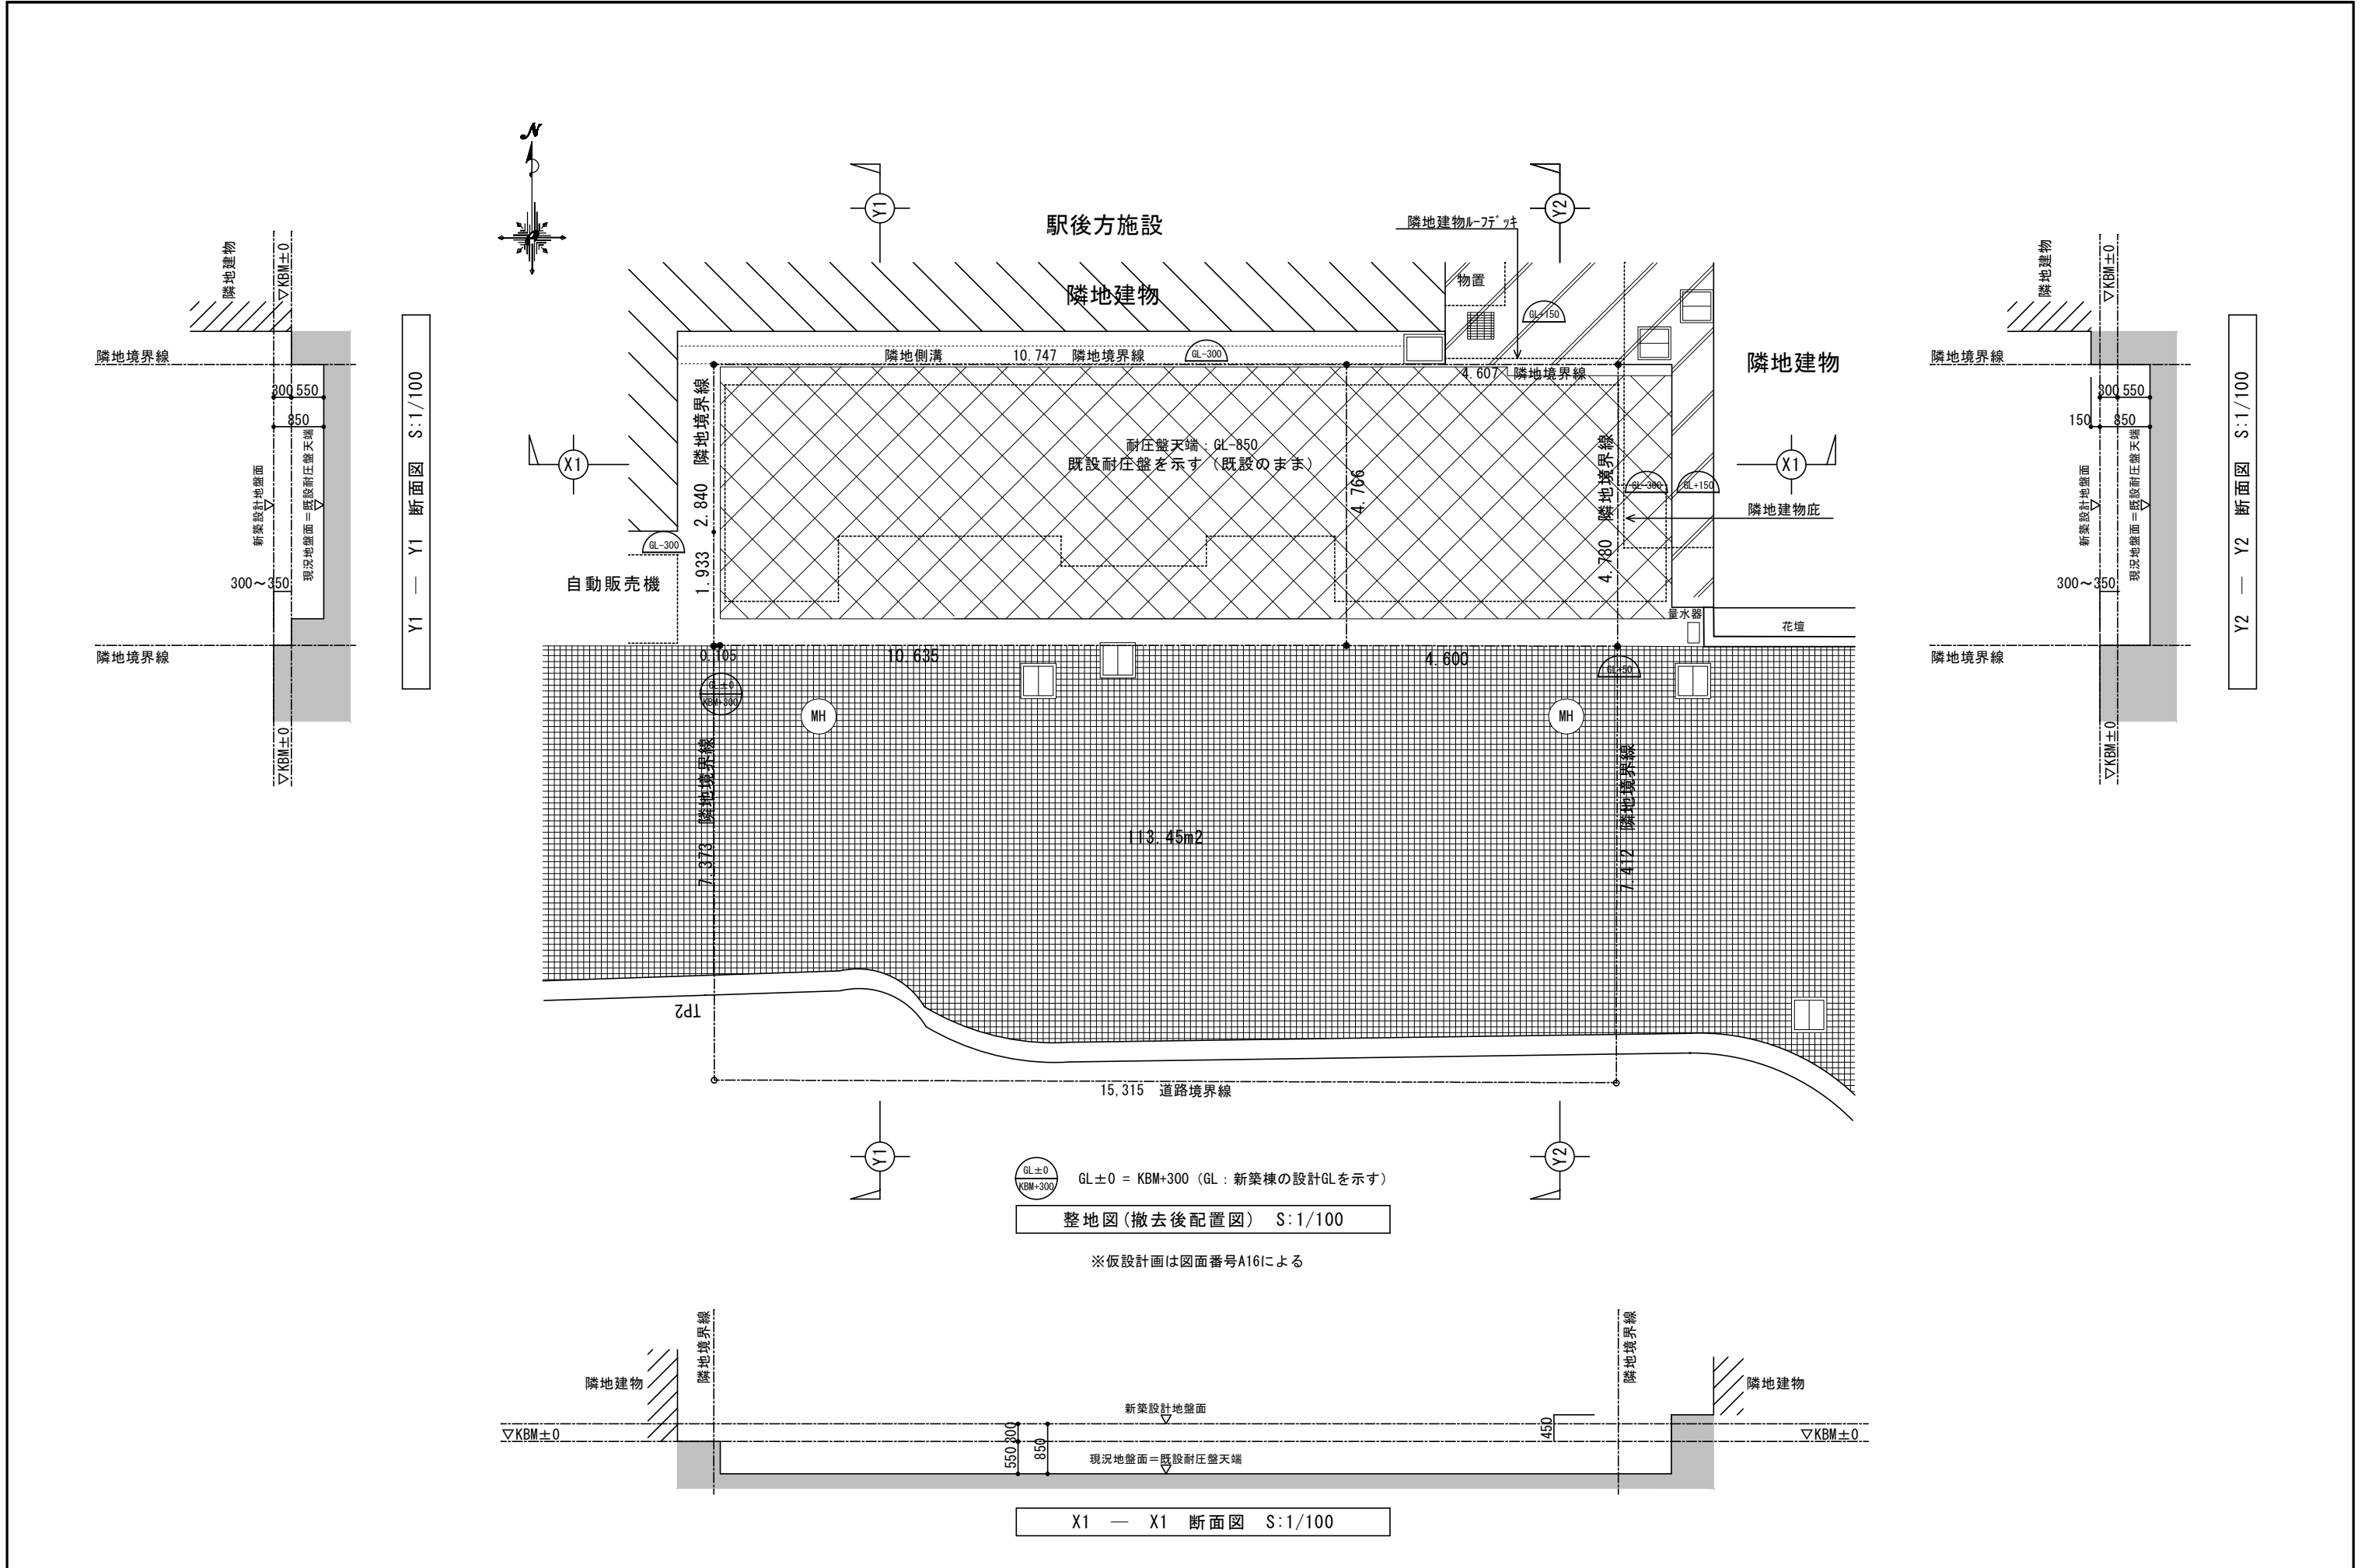 N
Y1
Y2
駅後方施設
隣地建物ルーフデッキ
物置
隣地建物
GL+150
隣地側溝
10.747 隣地境界線
GL-300
4.607 隣地境界線
隣地建物
隣地境界線
2.840
1.933
耐圧盤天端：GL-850
既設耐圧盤を示す（既設のまま）
4.766
隣地境界線
4.780
X1
X1
GL-300
GL+150
隣地建物庇
GL-300
自動販売機
量水器
花壇
0.105
10.635
4.600
GL±0
KBM+300
GL-50
MH
MH
7.373 隣地境界線
7.412 隣地境界線
113.45m2
TP2
15,315 道路境界線
Y1
Y2
GL±0
KBM+300
GL±0 = KBM+300（GL：新築棟の設計GLを示す）
整地図(撤去後配置図) S:1/100
※仮設計画は図面番号A16による
隣地建物
▽KBM±0
隣地境界線
300 550
850
新築設計地盤面
現況地盤面＝既設耐圧盤天端
300～350
隣地境界線
▽KBM±0
Y1 ― Y1 断面図 S:1/100
隣地建物
▽KBM±0
隣地境界線
300 550
150 850
新築設計地盤面
現況地盤面＝既設耐圧盤天端
300～350
隣地境界線
▽KBM±0
Y2 ― Y2 断面図 S:1/100
隣地境界線
隣地境界線
隣地建物
隣地建物
新築設計地盤面
▽KBM±0
550 300
850
450
▽KBM±0
現況地盤面＝既設耐圧盤天端
X1 ― X1 断面図 S:1/100